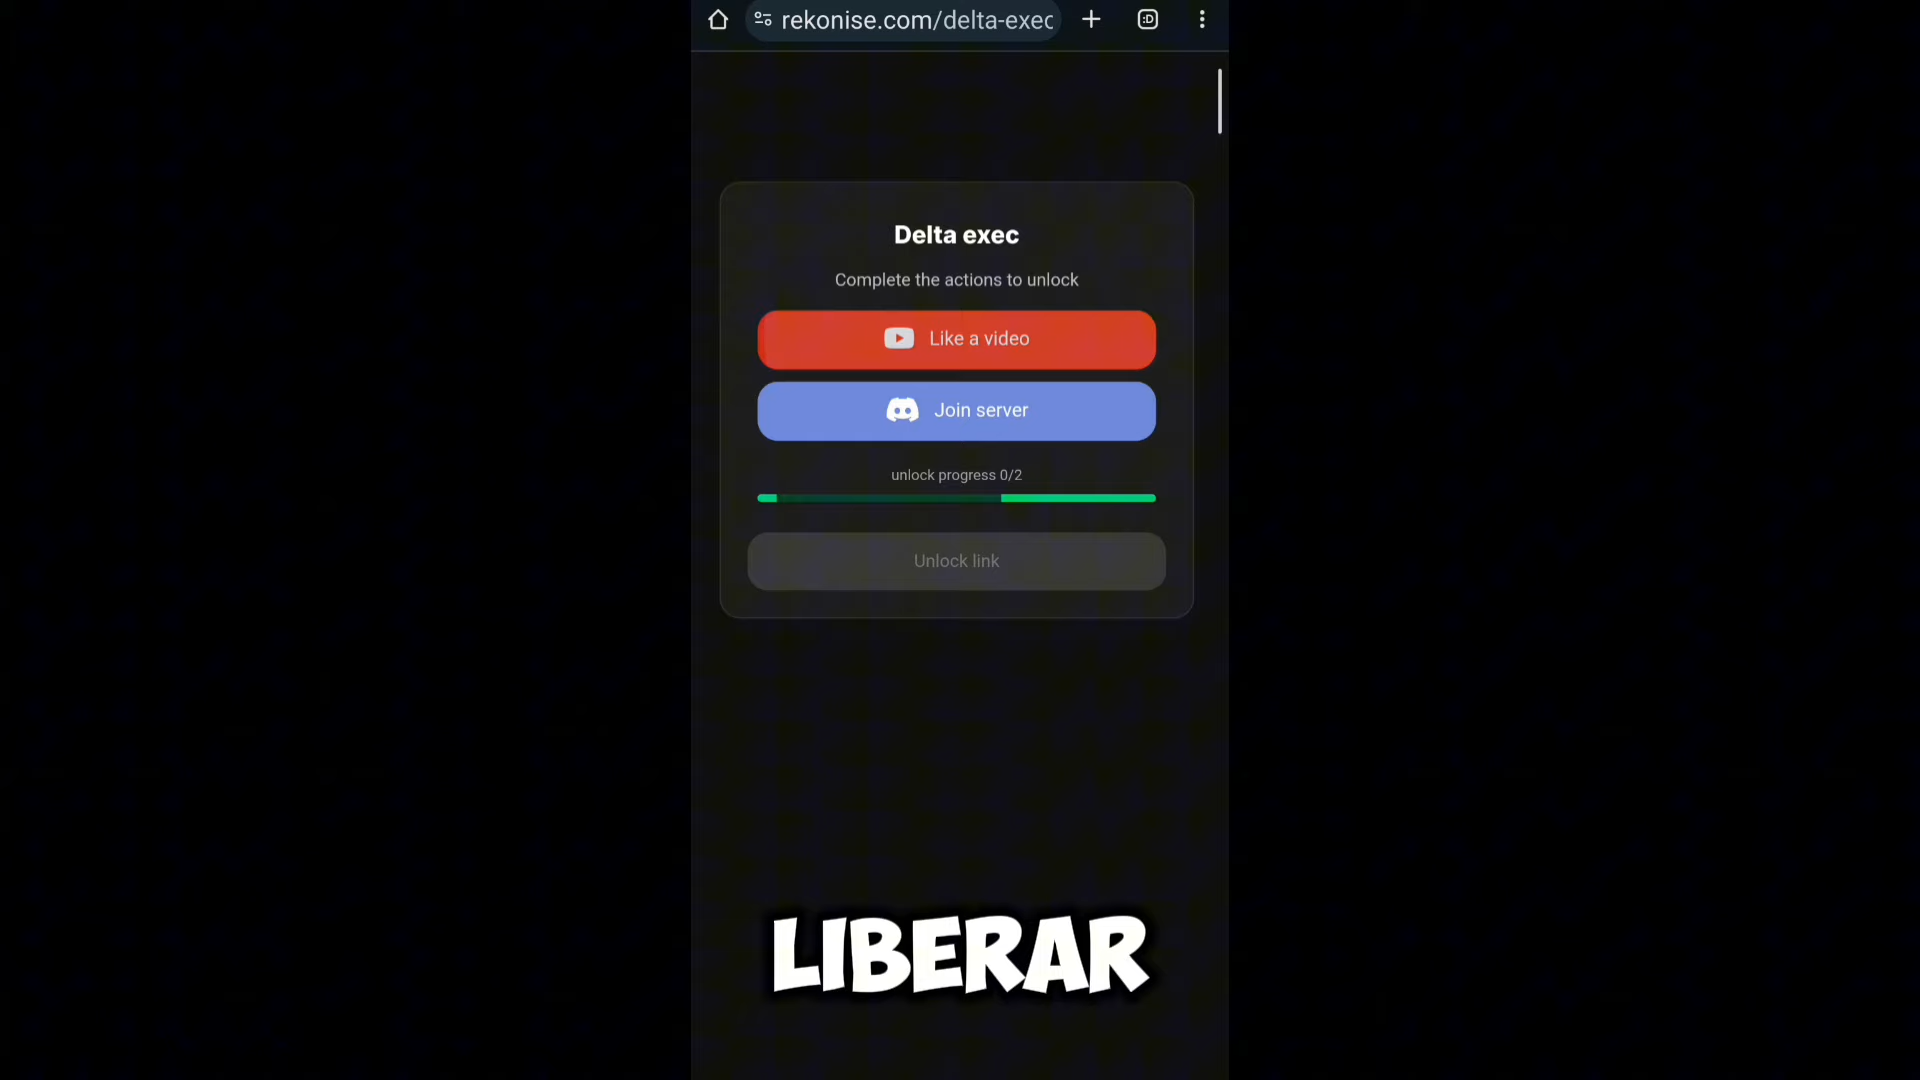 rekonise.com/delta-exec
Delta exec
Complete the actions to unlock
Like a video
Join server
unlock progress 0/2
Unlock link
LIBERAR